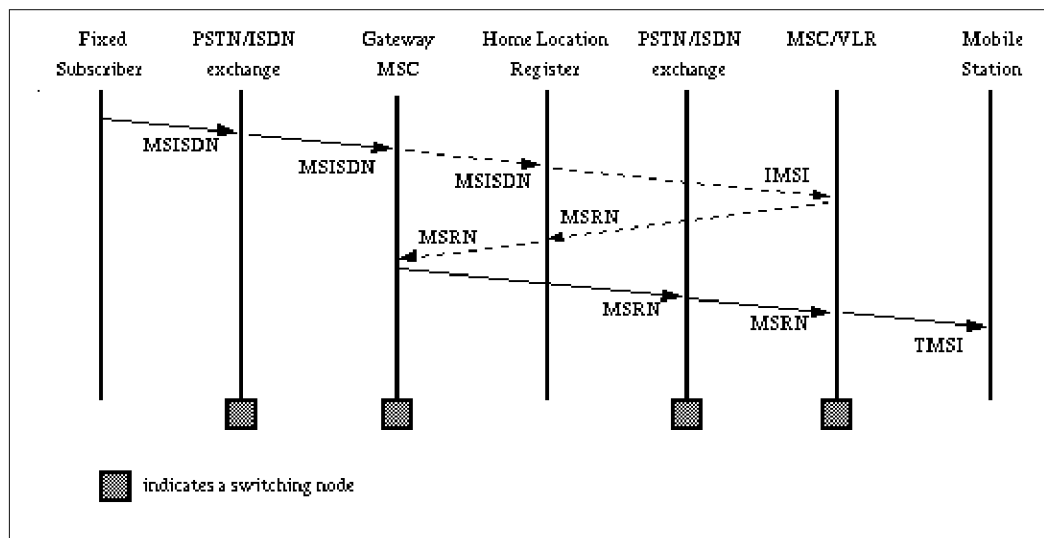 Fixed
Subscriber
PSTN/ISDN
exchange
Gateway
MSC
Home Location
Register
PSTN/ISDN
exchange
MSC/VLR
Mobile
Station
MSISDN
MSISDN
MSISDN
IMSI
MSRN
MSRN
MSRN
MSRN
TMSI
indicates a switching node